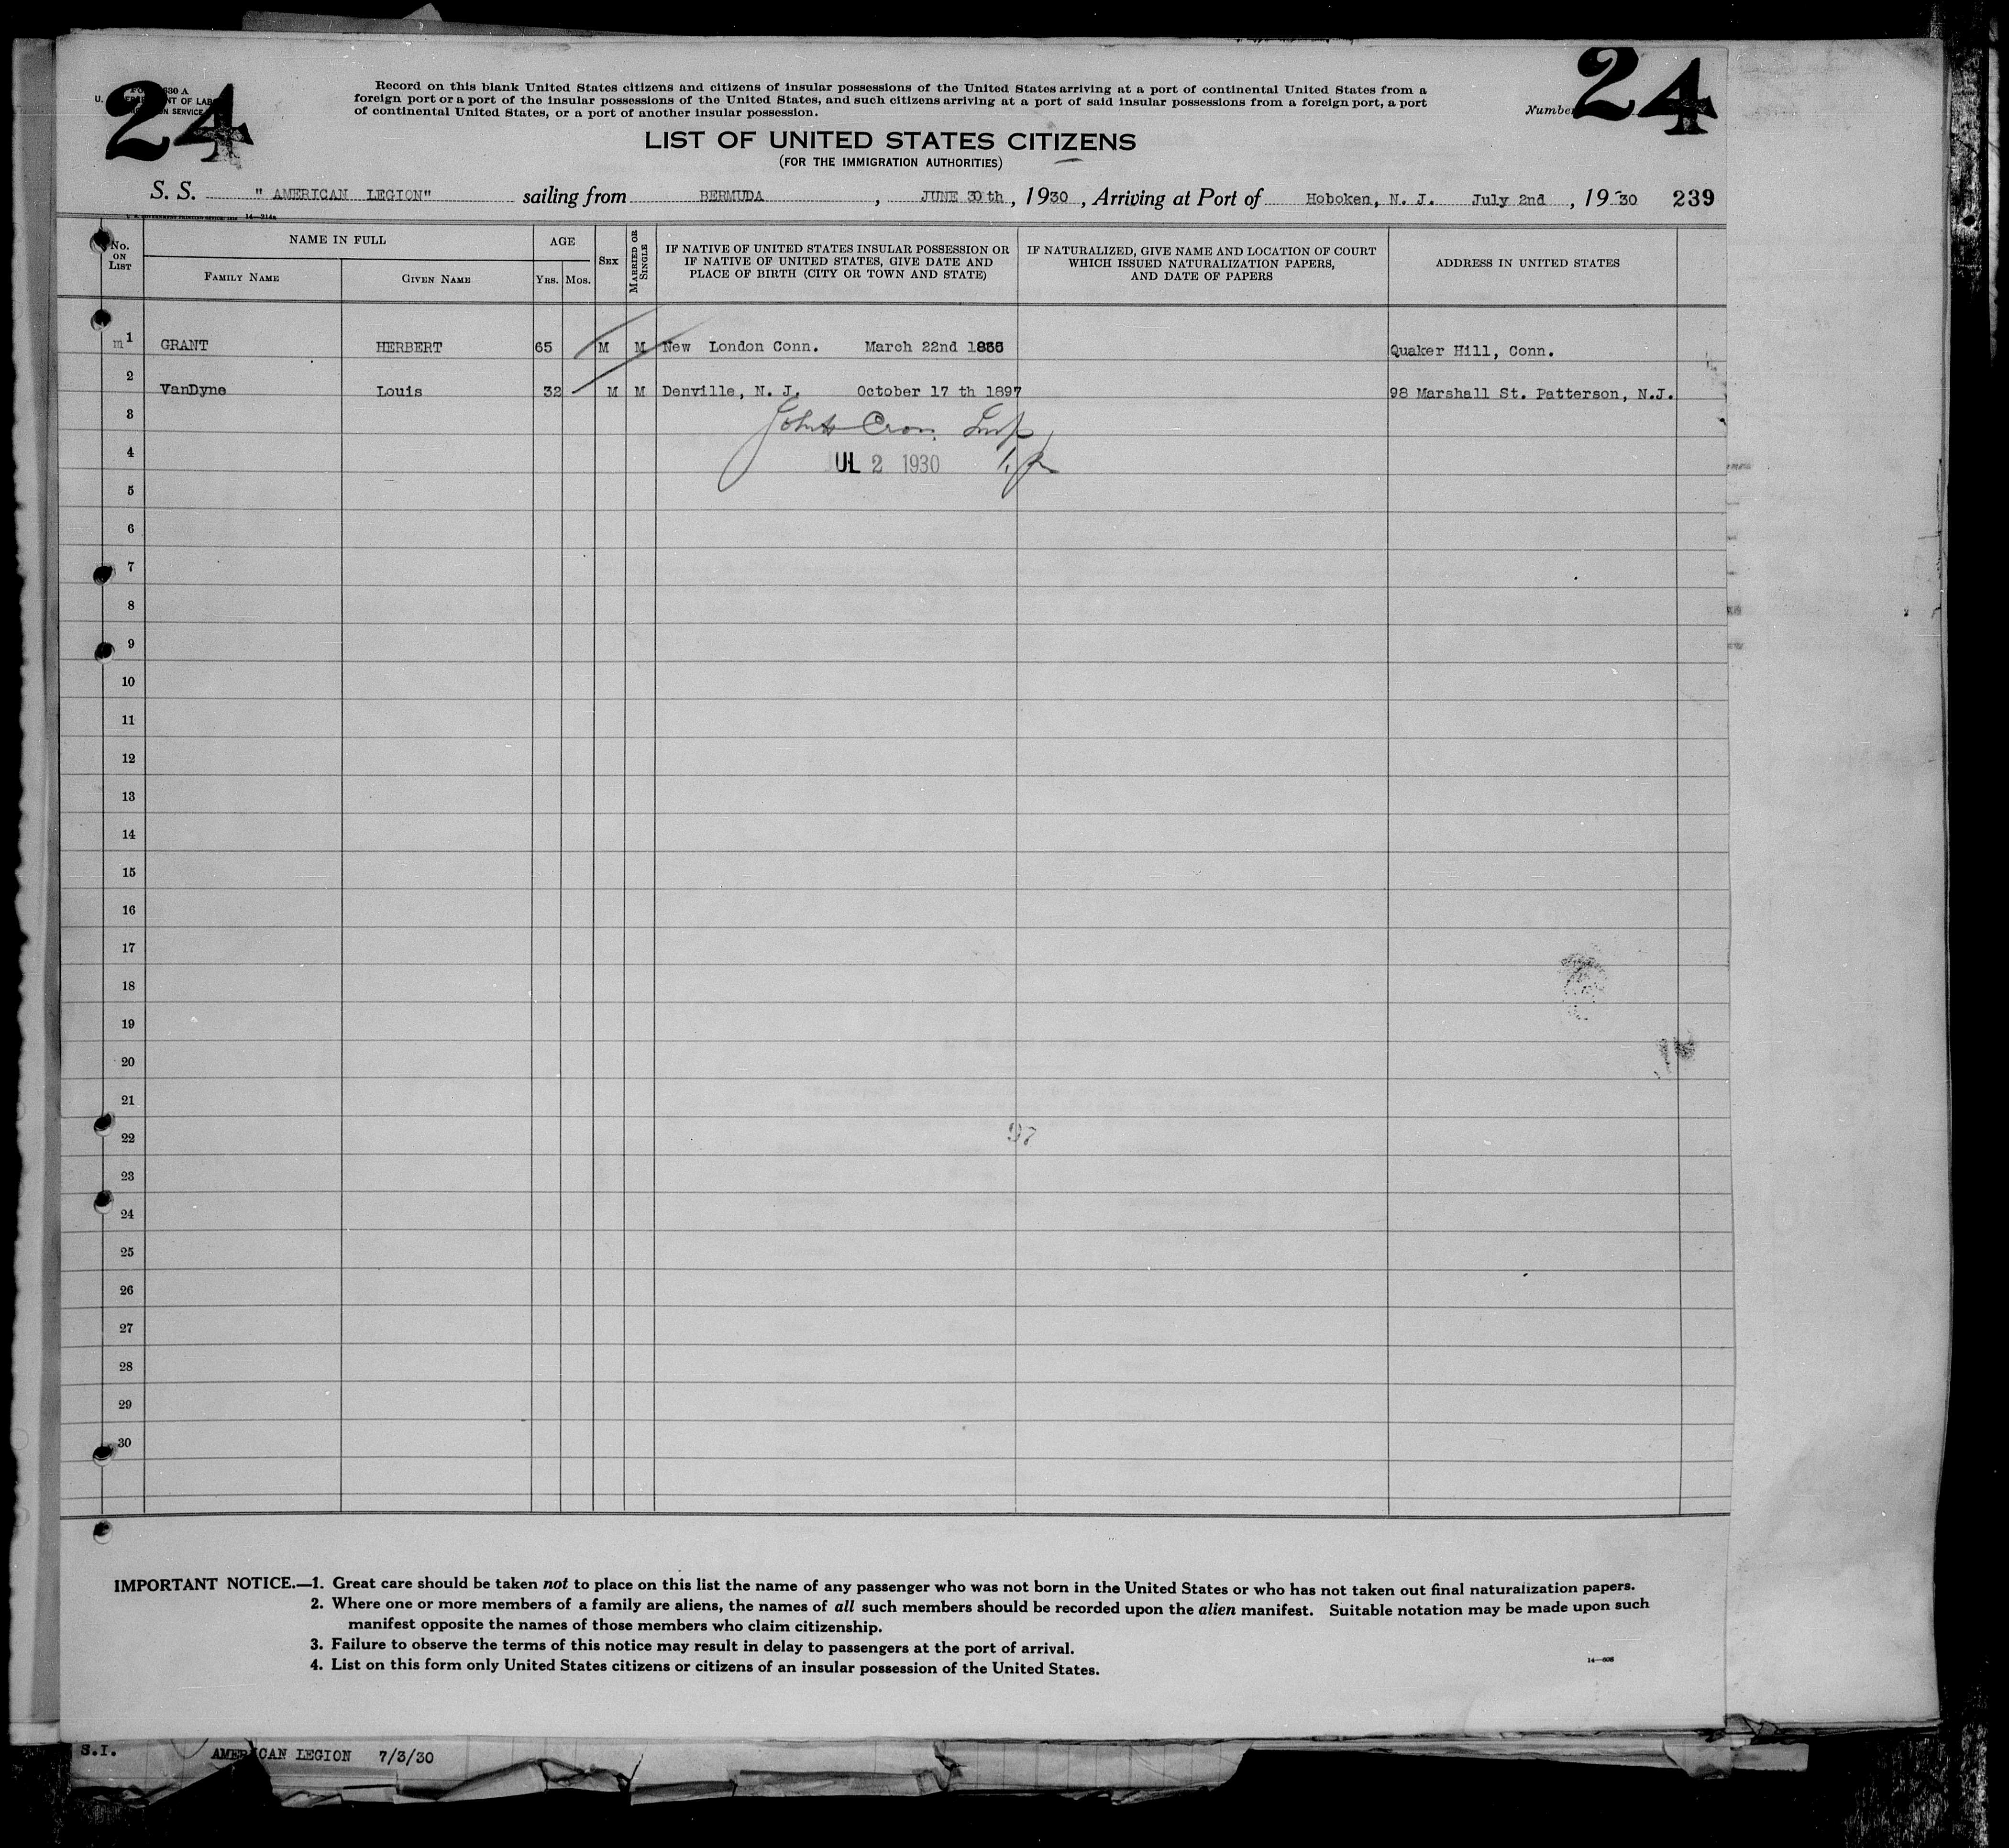 24
24
U.
NT OF LAB
ON SERVICE
Record on this blank United States citizens and citizens of insular possessions of the United States arriving at a port of continental United States from a
foreign port or a port of the insular possessions of the United States, and such citizens arriving at a port of said insular possessions from a foreign port, a port
of continental United States, or a port of another insular possession.
Number
LIST OF UNITED STATES CITIZENS
(FOR THE IMMIGRATION AUTHORITIES)
S. S. " AMERICAN LEGION" sailing from BERMUDA , JUNE 30th , 1930 , Arriving at Port of Hoboken, N. J. July 2nd , 1930 239
14—314a
No. ON LIST
NAME IN FULL
FAMILY NAME
GIVEN NAME
AGE
YRS. MOS.
SEX
MARRIED OR SINGLE
IF NATIVE OF UNITED STATES INSULAR POSSESSION OR
IF NATIVE OF UNITED STATES, GIVE DATE AND
PLACE OF BIRTH (CITY OR TOWN AND STATE)
IF NATURALIZED, GIVE NAME AND LOCATION OF COURT
WHICH ISSUED NATURALIZATION PAPERS,
AND DATE OF PAPERS
ADDRESS IN UNITED STATES
m 1 GRANT HERBERT 65 M M New London Conn. March 22nd Quaker Hill, Conn.
2 VanDyne Louis 32 M M Denville, N. J. October 17 th 1897 98 Marshall St. Patterson, N.J.
3 Insp
4 JUL 2 1930
5
6
7
8
9
10
11
12
13
14
15
16
17
18
19
20
21
22 97
23
24
25
26
27
28
29
30
IMPORTANT NOTICE.—1. Great care should be taken not to place on this list the name of any passenger who was not born in the United States or who has not taken out final naturalization papers.
2. Where one or more members of a family are aliens, the names of all such members should be recorded upon the alien manifest. Suitable notation may be made upon such
manifest opposite the names of those members who claim citizenship.
3. Failure to observe the terms of this notice may result in delay to passengers at the port of arrival.
4. List on this form only United States citizens or citizens of an insular possession of the United States.
14—608
S.I. AMERICAN LEGION 7/3/30